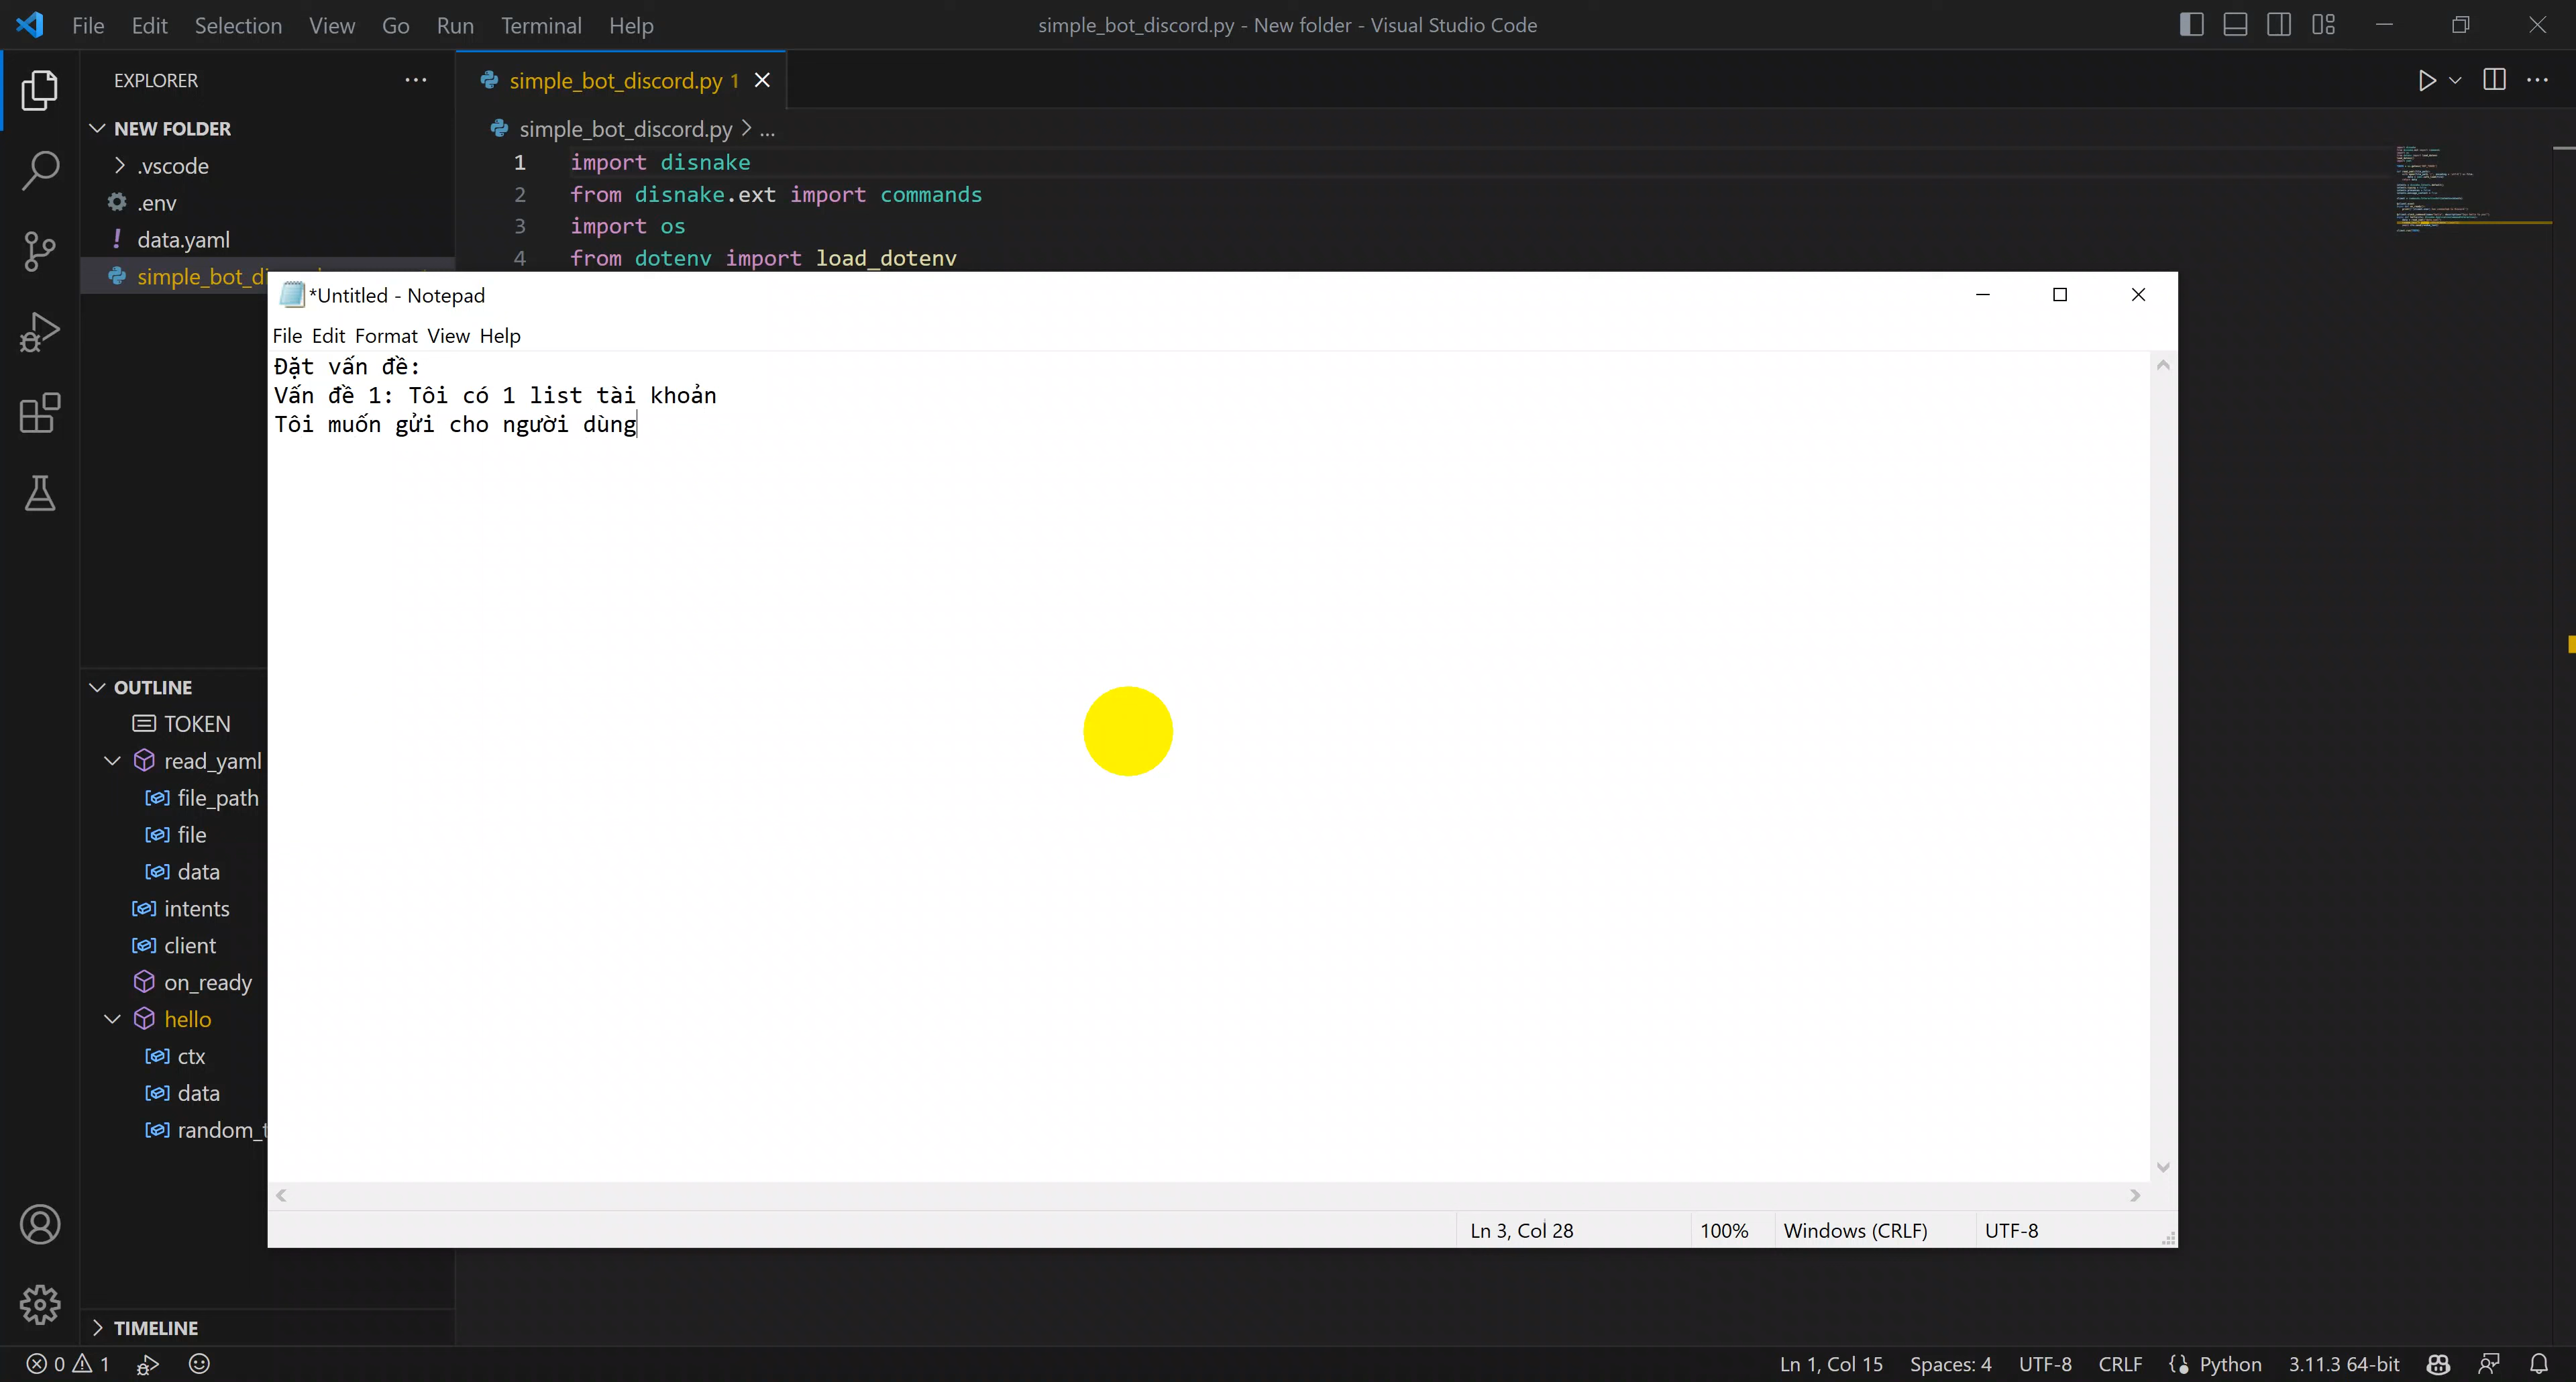 File Edit Selection View Go Run Terminal Help
simple_bot_discord.py - New folder - Visual Studio Code
EXPLORER
NEW FOLDER
.vscode
.env
! data.yaml
simple_bot_di
simple_bot_discord.py 1
simple_bot_discord.py > ...
1 import disnake
2 from disnake.ext import commands
3 import os
4 from dotenv import load_dotenv
*Untitled - Notepad
File Edit Format View Help
Đặt vấn đề:
Vấn đề 1: Tôi có 1 list tài khoản
Tôi muốn gửi cho người dùng
Ln 3, Col 28
100%
Windows (CRLF)
UTF-8
OUTLINE
TOKEN
read_yaml
file_path
file
data
intents
client
on_ready
hello
ctx
data
random_t
TIMELINE
0 1
Ln 1, Col 15
Spaces: 4
UTF-8
CRLF
Python
3.11.3 64-bit